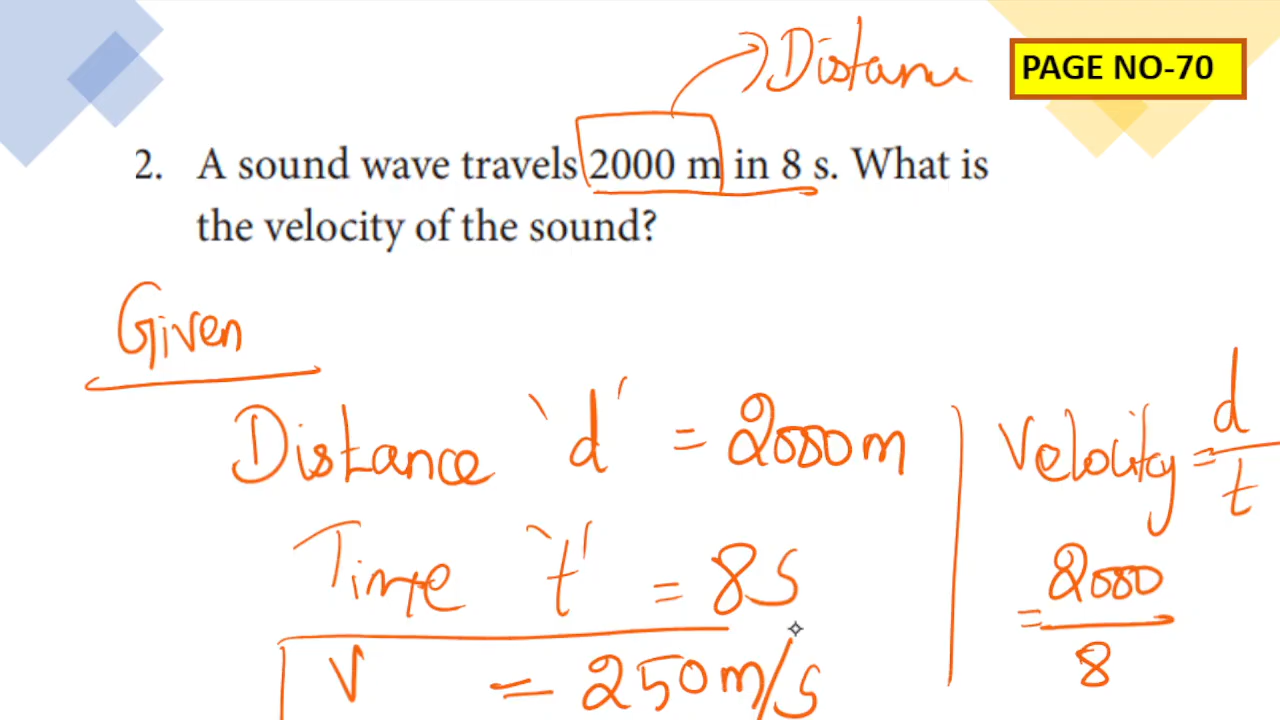 Distance
PAGE NO-70
2. A sound wave travels 2000 m in 8 s. What is
the velocity of the sound?
Given
Distance 'd' = 2000m
Time 't' = 8s
V = 250m/s
Velocity = d/t
= 2000/8